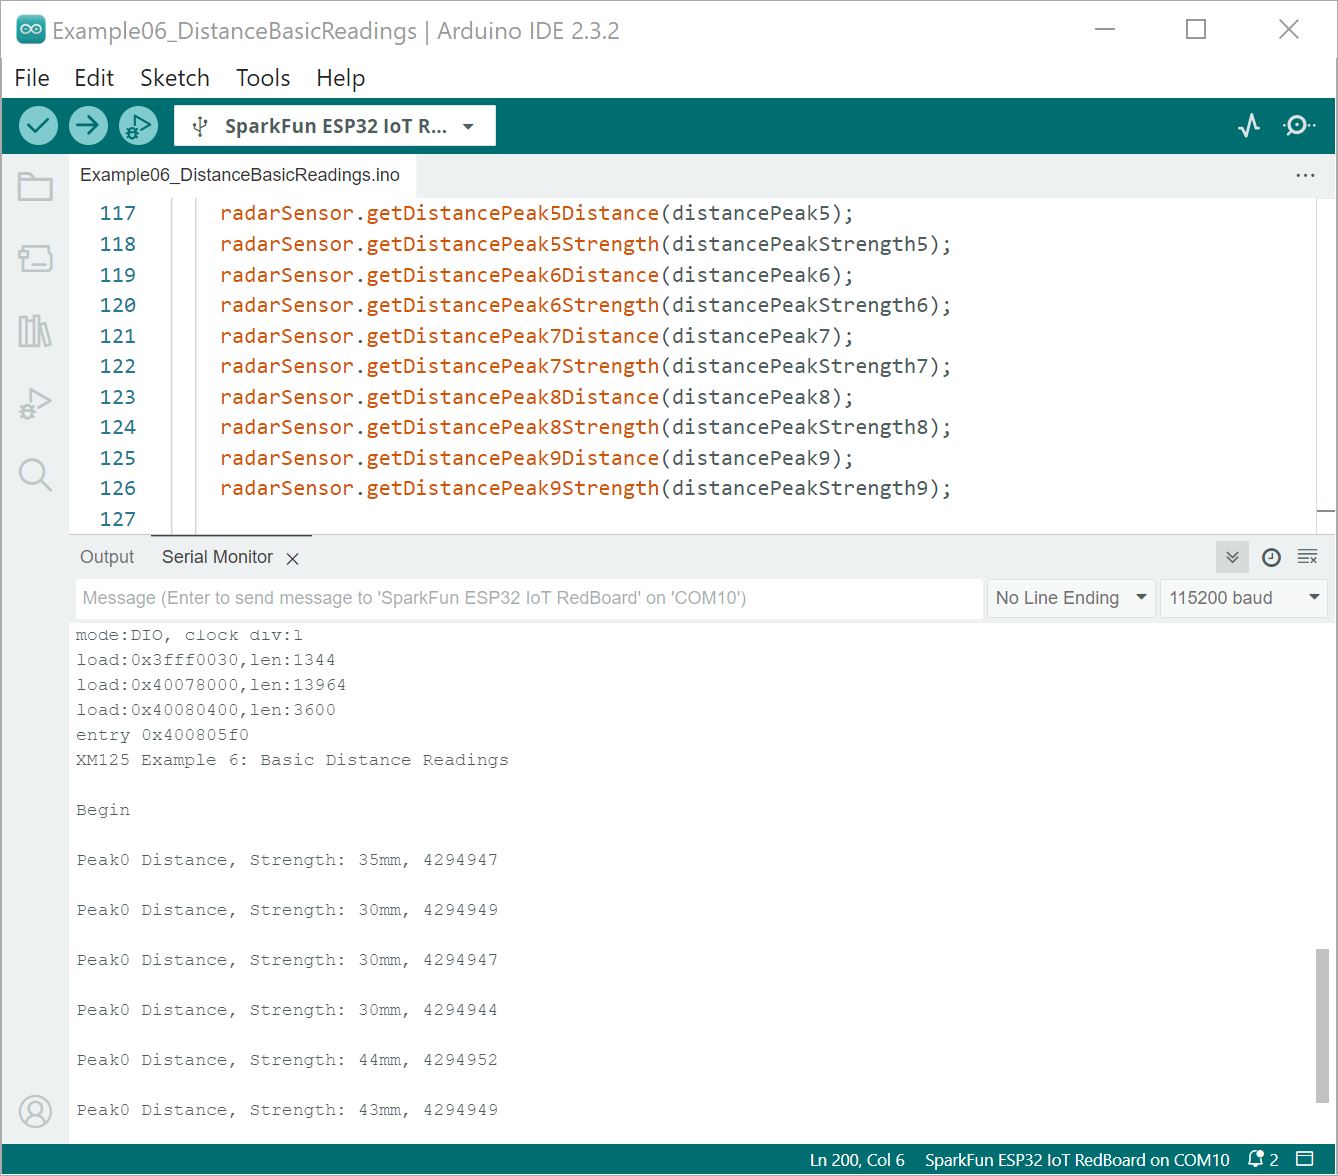 Example06_DistanceBasicReadings | Arduino IDE 2.3.2
File Edit Sketch Tools Help
SparkFun ESP32 IoT R...
Example06_DistanceBasicReadings.ino
117 radarSensor.getDistancePeak5Distance(distancePeak5);
118 radarSensor.getDistancePeak5Strength(distancePeakStrength5);
119 radarSensor.getDistancePeak6Distance(distancePeak6);
120 radarSensor.getDistancePeak6Strength(distancePeakStrength6);
121 radarSensor.getDistancePeak7Distance(distancePeak7);
122 radarSensor.getDistancePeak7Strength(distancePeakStrength7);
123 radarSensor.getDistancePeak8Distance(distancePeak8);
124 radarSensor.getDistancePeak8Strength(distancePeakStrength8);
125 radarSensor.getDistancePeak9Distance(distancePeak9);
126 radarSensor.getDistancePeak9Strength(distancePeakStrength9);
127
Output Serial Monitor
Message (Enter to send message to 'SparkFun ESP32 IoT RedBoard' on 'COM10') No Line Ending 115200 baud
mode:DIO, clock div:1
load:0x3fff0030,len:1344
load:0x40078000,len:13964
load:0x40080400,len:3600
entry 0x400805f0
XM125 Example 6: Basic Distance Readings
Begin
Peak0 Distance, Strength: 35mm, 4294947
Peak0 Distance, Strength: 30mm, 4294949
Peak0 Distance, Strength: 30mm, 4294947
Peak0 Distance, Strength: 30mm, 4294944
Peak0 Distance, Strength: 44mm, 4294952
Peak0 Distance, Strength: 43mm, 4294949
Ln 200, Col 6 SparkFun ESP32 IoT RedBoard on COM10 2